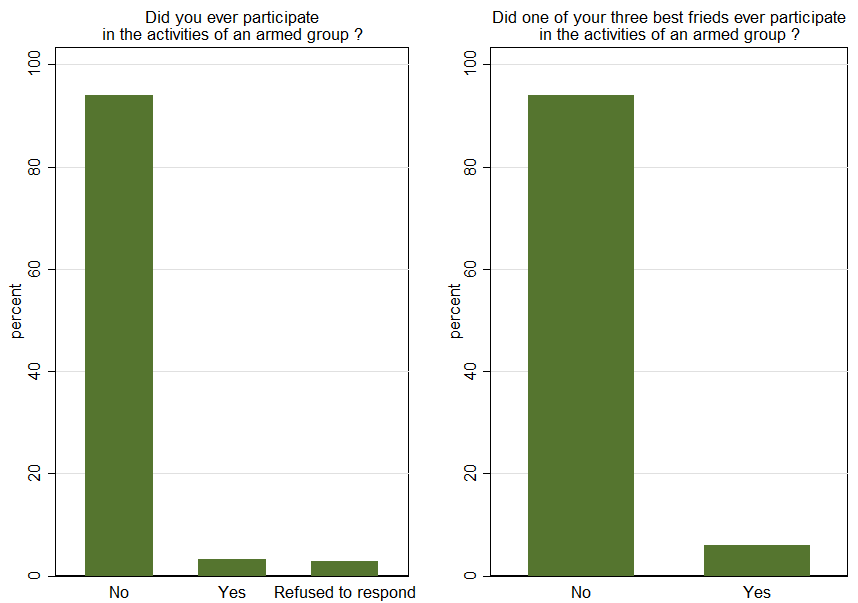 Did you ever participate
in the activities of an armed group ?
percent
100
80
60
40
20
0
No
Yes
Refused to respond
Did one of your three best frieds ever participate
in the activities of an armed group ?
percent
100
80
60
40
20
0
No
Yes